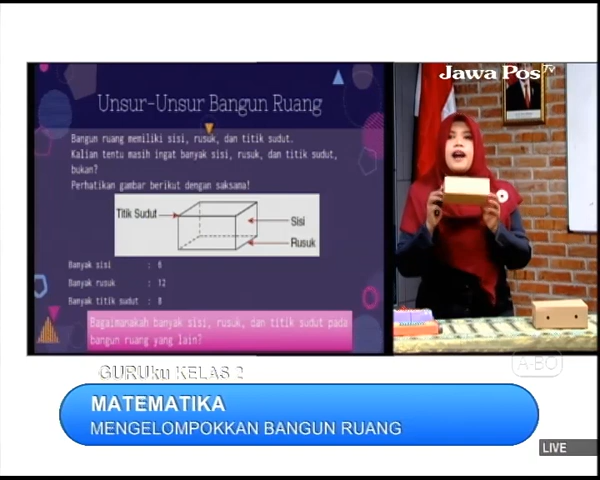 Jawa Pos TV
Unsur-Unsur Bangun Ruang
Bangun ruang memiliki sisi, rusuk, dan titik sudut.
Kalian tentu masih ingat banyak sisi, rusuk, dan titik sudut,
bukan?
Perhatikan gambar berikut dengan saksama!
Titik Sudut
Sisi
Rusuk
Banyak sisi : 6
Banyak rusuk : 12
Banyak titik sudut : 8
Bagaimanakah banyak sisi, rusuk, dan titik sudut pada
bangun ruang yang lain?
GURUku KELAS 2
A-BO
MATEMATIKA
MENGELOMPOKKAN BANGUN RUANG
LIVE